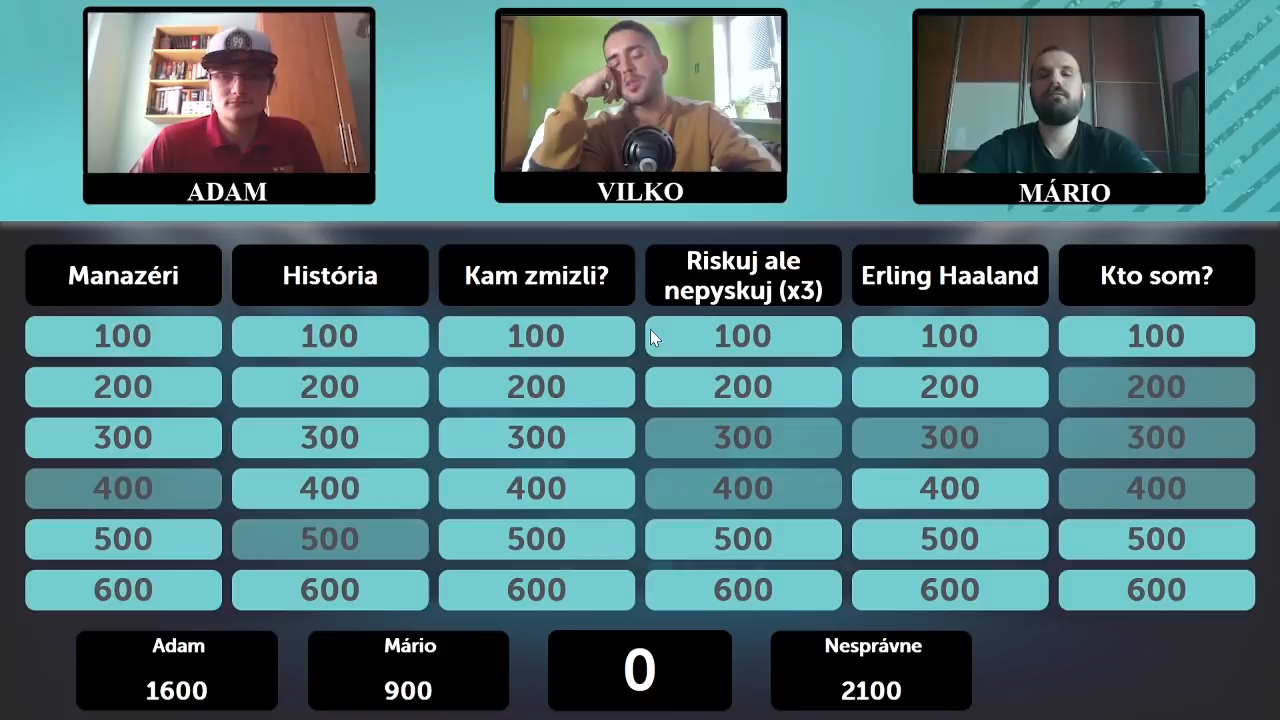 99
ADAM
VILKO
MÁRIO
Manazéri
História
Kam zmizli?
Riskuj ale
nepyskuj (x3)
Erling Haaland
Kto som?
100 100 100 100 100 100
200 200 200 200 200 200
300 300 300 300 300 300
400 400 400 400 400 400
500 500 500 500 500 500
600 600 600 600 600 600
Adam
1600
Mário
900
0
Nesprávne
2100